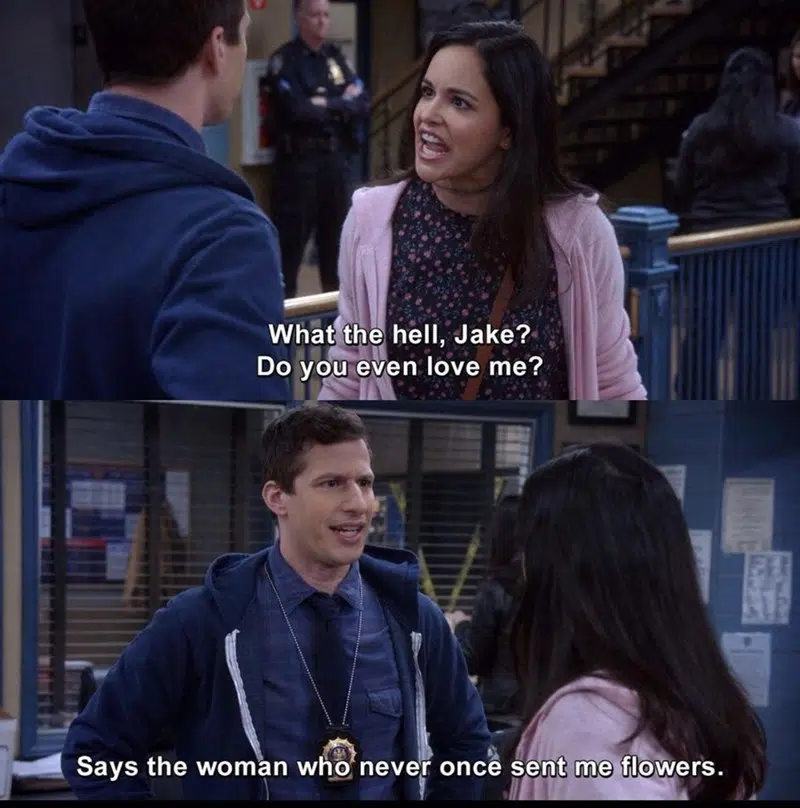 What the hell, Jake?
Do you even love me?
Says the woman who never once sent me flowers.